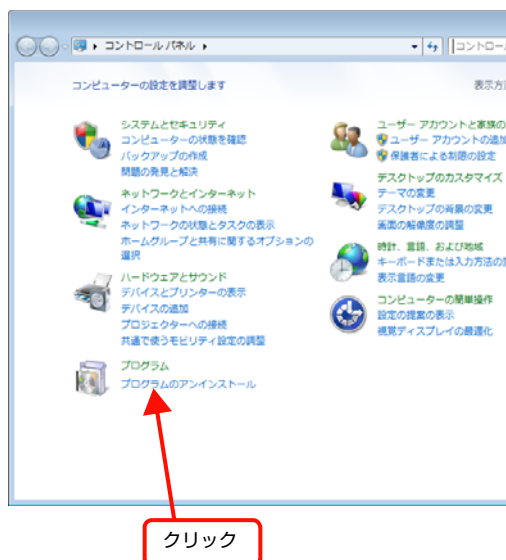 コントロール パネル
コントロー
コンピューターの設定を調整します
表示方
システムとセキュリティ
コンピューターの状態を確認
バックアップの作成
問題の発見と解決
ネットワークとインターネット
インターネットへの接続
ネットワークの状態とタスクの表示
ホームグループと共有に関するオプションの
選択
ハードウェアとサウンド
デバイスとプリンターの表示
デバイスの追加
プロジェクターへの接続
共通で使うモビリティ設定の調整
プログラム
プログラムのアンインストール
ユーザー アカウントと家族の
ユーザー アカウントの追加
保護者による制限の設定
デスクトップのカスタマイズ
テーマの変更
デスクトップの背景の変更
画面の解像度の調整
時計、言語、および地域
キーボードまたは入力方法の
表示言語の変更
コンピューターの簡単操作
設定の提案の表示
視覚ディスプレイの最適化
クリック